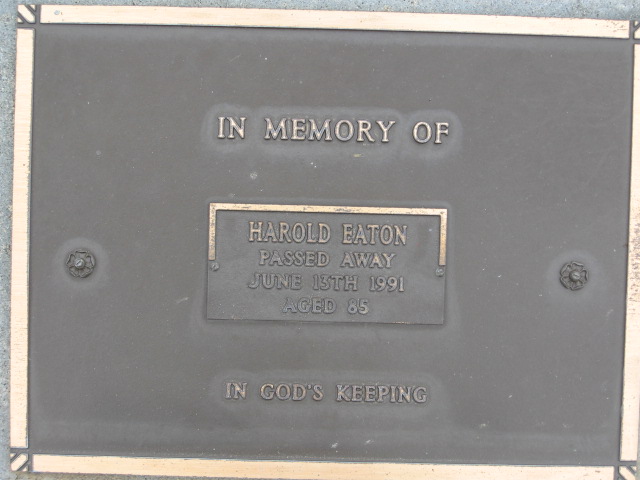 IN MEMORY OF
HAROLD EATON
PASSED AWAY
JUNE 13TH 1991
AGED 85
IN GOD'S KEEPING